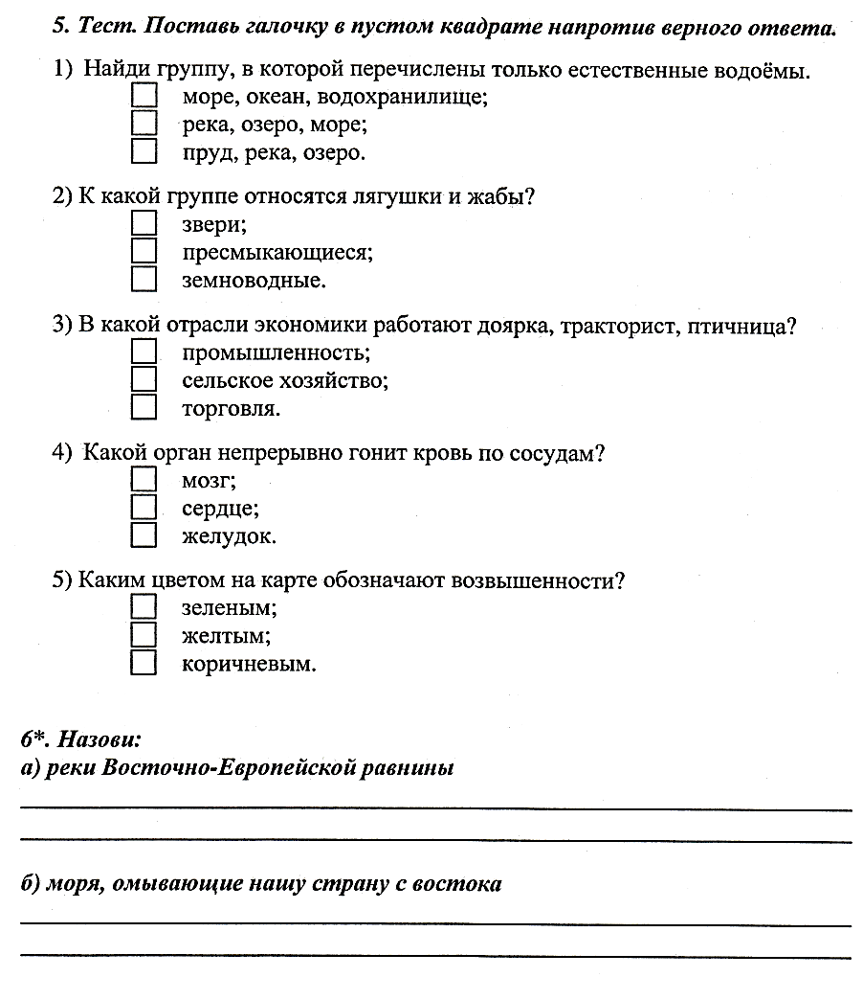 5. Тест. Поставь галочку в пустом квадрате напротив верного ответа.
1) Найди группу, в которой перечислены только естественные водоёмы.
море, океан, водохранилище;
река, озеро, море;
пруд, река, озеро.
2) К какой группе относятся лягушки и жабы?
звери;
пресмыкающиеся;
земноводные.
3) В какой отрасли экономики работают доярка, тракторист, птичница?
промышленность;
сельское хозяйство;
торговля.
4) Какой орган непрерывно гонит кровь по сосудам?
мозг;
сердце;
желудок.
5) Каким цветом на карте обозначают возвышенности?
зеленым;
желтым;
коричневым.
6*. Назови:
а) реки Восточно-Европейской равнины
б) моря, омывающие нашу страну с востока